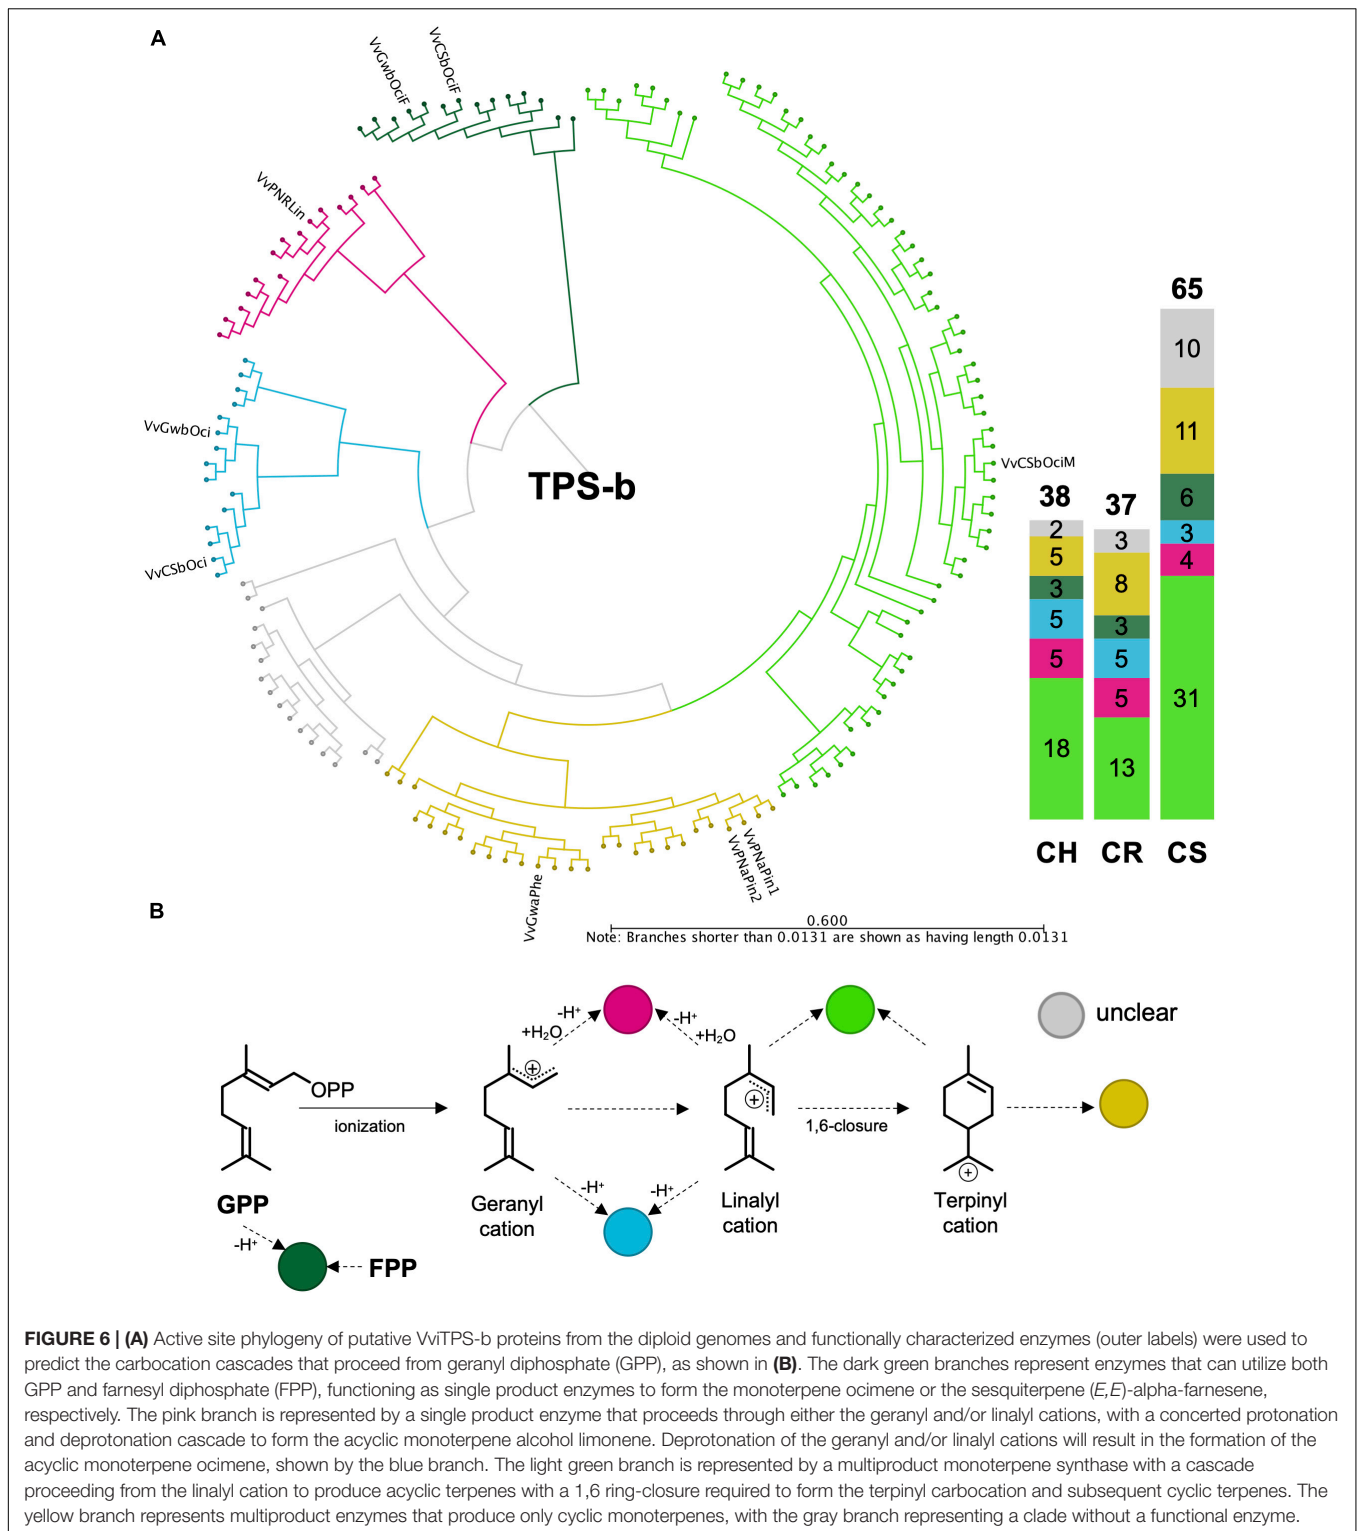 A
VvGwbOciF
VvCSbOciF
VvPNRLin
VvGwbOci
VvCSbOci
TPS-b
VvCSbOciM
VvPNaPin1
VvPNaPin2
VvGwaPhe
65
10
11
6
3
4
31
38
2
5
3
5
5
18
37
3
8
3
5
5
13
CH CR CS
0.600
Note: Branches shorter than 0.0131 are shown as having length 0.0131
B
unclear
-H⁺
+H₂O
-H⁺
+H₂O
OPP
ionization
1,6-closure
GPP
Geranyl
cation
Linalyl
cation
Terpinyl
cation
-H⁺
-H⁺
-H⁺
FPP
FIGURE 6 | (A) Active site phylogeny of putative VviTPS-b proteins from the diploid genomes and functionally characterized enzymes (outer labels) were used to
predict the carbocation cascades that proceed from geranyl diphosphate (GPP), as shown in (B). The dark green branches represent enzymes that can utilize both
GPP and farnesyl diphosphate (FPP), functioning as single product enzymes to form the monoterpene ocimene or the sesquiterpene (E,E)-alpha-farnesene,
respectively. The pink branch is represented by a single product enzyme that proceeds through either the geranyl and/or linalyl cations, with a concerted protonation
and deprotonation cascade to form the acyclic monoterpene alcohol limonene. Deprotonation of the geranyl and/or linalyl cations will result in the formation of the
acyclic monoterpene ocimene, shown by the blue branch. The light green branch is represented by a multiproduct monoterpene synthase with a cascade
proceeding from the linalyl cation to produce acyclic terpenes with a 1,6 ring-closure required to form the terpinyl carbocation and subsequent cyclic terpenes. The
yellow branch represents multiproduct enzymes that produce only cyclic monoterpenes, with the gray branch representing a clade without a functional enzyme.